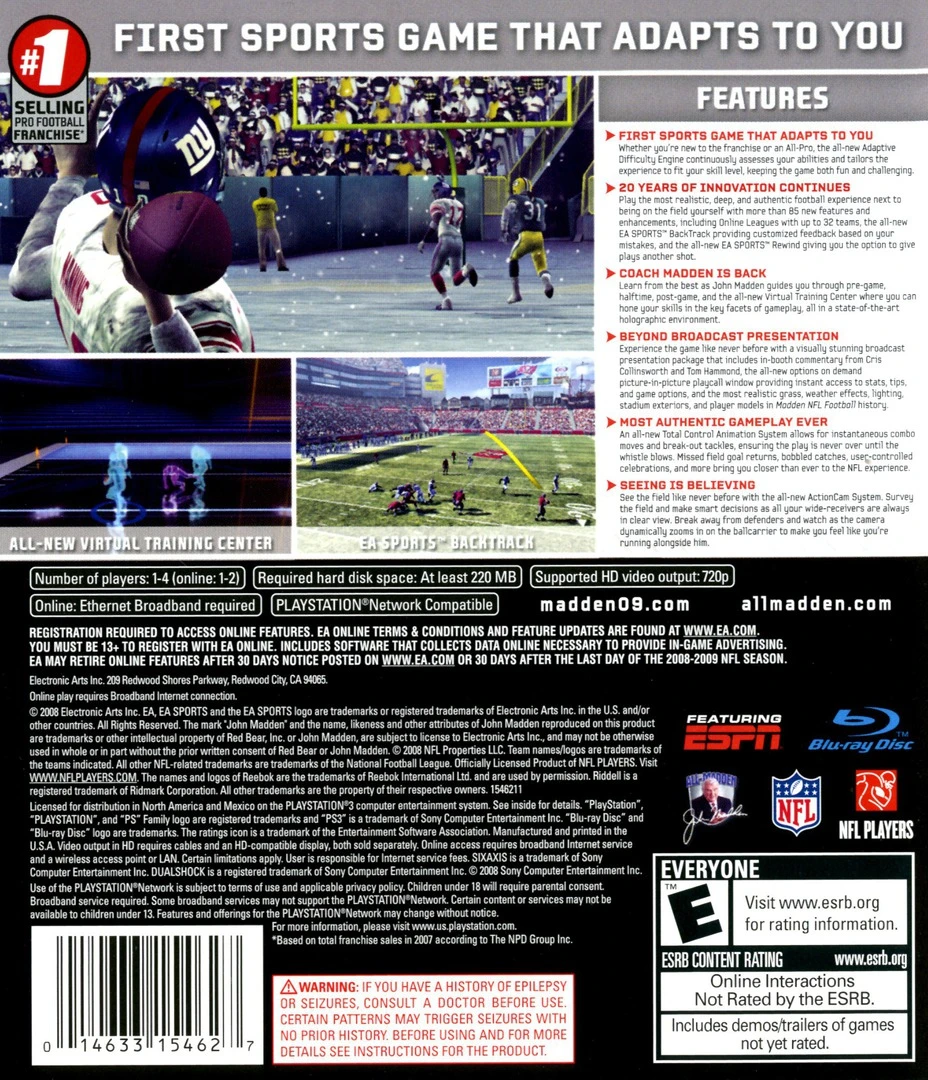 #1
SELLING
PRO FOOTBALL
FRANCHISE*
FIRST SPORTS GAME THAT ADAPTS TO YOU
ny
17
31
ALL-NEW VIRTUAL TRAINING CENTER
EA SPORTS™ BACKTRACK
FEATURES
FIRST SPORTS GAME THAT ADAPTS TO YOU
Whether you're new to the franchise or an All-Pro, the all-new Adaptive
Difficulty Engine continuously assesses your abilities and tailors the
experience to fit your skill level, keeping the game both fun and challenging.
20 YEARS OF INNOVATION CONTINUES
Play the most realistic, deep, and authentic football experience next to
being on the field yourself with more than 85 new features and
enhancements, including Online Leagues with up to 32 teams, the all-new
EA SPORTS™ BackTrack providing customized feedback based on your
mistakes, and the all-new EA SPORTS™ Rewind giving you the option to give
plays another shot.
COACH MADDEN IS BACK
Learn from the best as John Madden guides you through pre-game,
halftime, post-game, and the all-new Virtual Training Center where you can
hone your skills in the key facets of gameplay, all in a state-of-the-art
holographic environment.
BEYOND BROADCAST PRESENTATION
Experience the game like never before with a visually stunning broadcast
presentation package that includes in-booth commentary from Cris
Collinsworth and Tom Hammond, the all-new options on demand
picture-in-picture playcall window providing instant access to stats, tips,
and game options, and the most realistic grass, weather effects, lighting,
stadium exteriors, and player models in Madden NFL Football history.
MOST AUTHENTIC GAMEPLAY EVER
An all-new Total Control Animation System allows for instantaneous combo
moves and break-out tackles, ensuring the play is never over until the
whistle blows. Missed field goal returns, bobbled catches, user-controlled
celebrations, and more bring you closer than ever to the NFL experience.
SEEING IS BELIEVING
See the field like never before with the all-new ActionCam System. Survey
the field and make smart decisions as all your wide-receivers are always
in clear view. Break away from defenders and watch as the camera
dynamically zooms in on the ballcarrier to make you feel like you're
running alongside him.
Number of players: 1-4 (online: 1-2)
Required hard disk space: At least 220 MB
Supported HD video output: 720p
Online: Ethernet Broadband required
PLAYSTATION®Network Compatible
madden09.com
allmadden.com
REGISTRATION REQUIRED TO ACCESS ONLINE FEATURES. EA ONLINE TERMS & CONDITIONS AND FEATURE UPDATES ARE FOUND AT WWW.EA.COM.
YOU MUST BE 13+ TO REGISTER WITH EA ONLINE. INCLUDES SOFTWARE THAT COLLECTS DATA ONLINE NECESSARY TO PROVIDE IN-GAME ADVERTISING.
EA MAY RETIRE ONLINE FEATURES AFTER 30 DAYS NOTICE POSTED ON WWW.EA.COM OR 30 DAYS AFTER THE LAST DAY OF THE 2008-2009 NFL SEASON.
Electronic Arts Inc. 209 Redwood Shores Parkway, Redwood City, CA 94065.
Online play requires Broadband Internet connection.
© 2008 Electronic Arts Inc. EA, EA SPORTS and the EA SPORTS logo are trademarks or registered trademarks of Electronic Arts Inc. in the U.S. and/or
other countries. All Rights Reserved. The mark "John Madden" and the name, likeness and other attributes of John Madden reproduced on this product
are trademarks or other intellectual property of Red Bear, Inc. or John Madden, are subject to license to Electronic Arts Inc., and may not be otherwise
used in whole or in part without the prior written consent of Red Bear or John Madden. © 2008 NFL Properties LLC. Team names/logos are trademarks of
the teams indicated. All other NFL-related trademarks are trademarks of the National Football League. Officially Licensed Product of NFL PLAYERS. Visit
WWW.NFLPLAYERS.COM. The names and logos of Reebok are the trademarks of Reebok International Ltd. and are used by permission. Riddell is a
registered trademark of Ridmark Corporation. All other trademarks are the property of their respective owners. 1546211
Licensed for distribution in North America and Mexico on the PLAYSTATION®3 computer entertainment system. See inside for details. "PlayStation",
"PLAYSTATION", and "PS" Family logo are registered trademarks and "PS3" is a trademark of Sony Computer Entertainment Inc. "Blu-ray Disc" and
"Blu-ray Disc" logo are trademarks. The ratings icon is a trademark of the Entertainment Software Association. Manufactured and printed in the
U.S.A. Video output in HD requires cables and an HD-compatible display, both sold separately. Online access requires broadband Internet service
and a wireless access point or LAN. Certain limitations apply. User is responsible for Internet service fees. SIXAXIS is a trademark of Sony
Computer Entertainment Inc. DUALSHOCK is a registered trademark of Sony Computer Entertainment Inc. © 2008 Sony Computer Entertainment Inc.
Use of the PLAYSTATION®Network is subject to terms of use and applicable privacy policy. Children under 18 will require parental consent.
Broadband service required. Some broadband services may not support the PLAYSTATION®Network. Certain content or services may not be
available to children under 13. Features and offerings for the PLAYSTATION®Network may change without notice.
For more information, please visit www.us.playstation.com.
*Based on total franchise sales in 2007 according to The NPD Group Inc.
FEATURING
ESPN
Blu-ray Disc™
ALL-MADDEN
John Madden
NFL
NFL PLAYERS
0 14633 15462 7
WARNING: IF YOU HAVE A HISTORY OF EPILEPSY
OR SEIZURES, CONSULT A DOCTOR BEFORE USE.
CERTAIN PATTERNS MAY TRIGGER SEIZURES WITH
NO PRIOR HISTORY. BEFORE USING AND FOR MORE
DETAILS SEE INSTRUCTIONS FOR THE PRODUCT.
EVERYONE
™
E
Visit www.esrb.org
for rating information.
ESRB CONTENT RATING www.esrb.org
Online Interactions
Not Rated by the ESRB.
Includes demos/trailers of games
not yet rated.